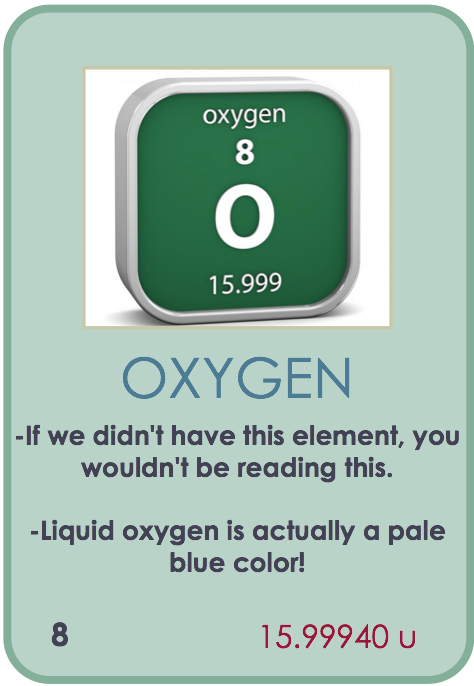 oxygen
8
O
15.999
OXYGEN
-If we didn't have this element, you
wouldn't be reading this.
-Liquid oxygen is actually a pale
blue color!
8
15.99940 u